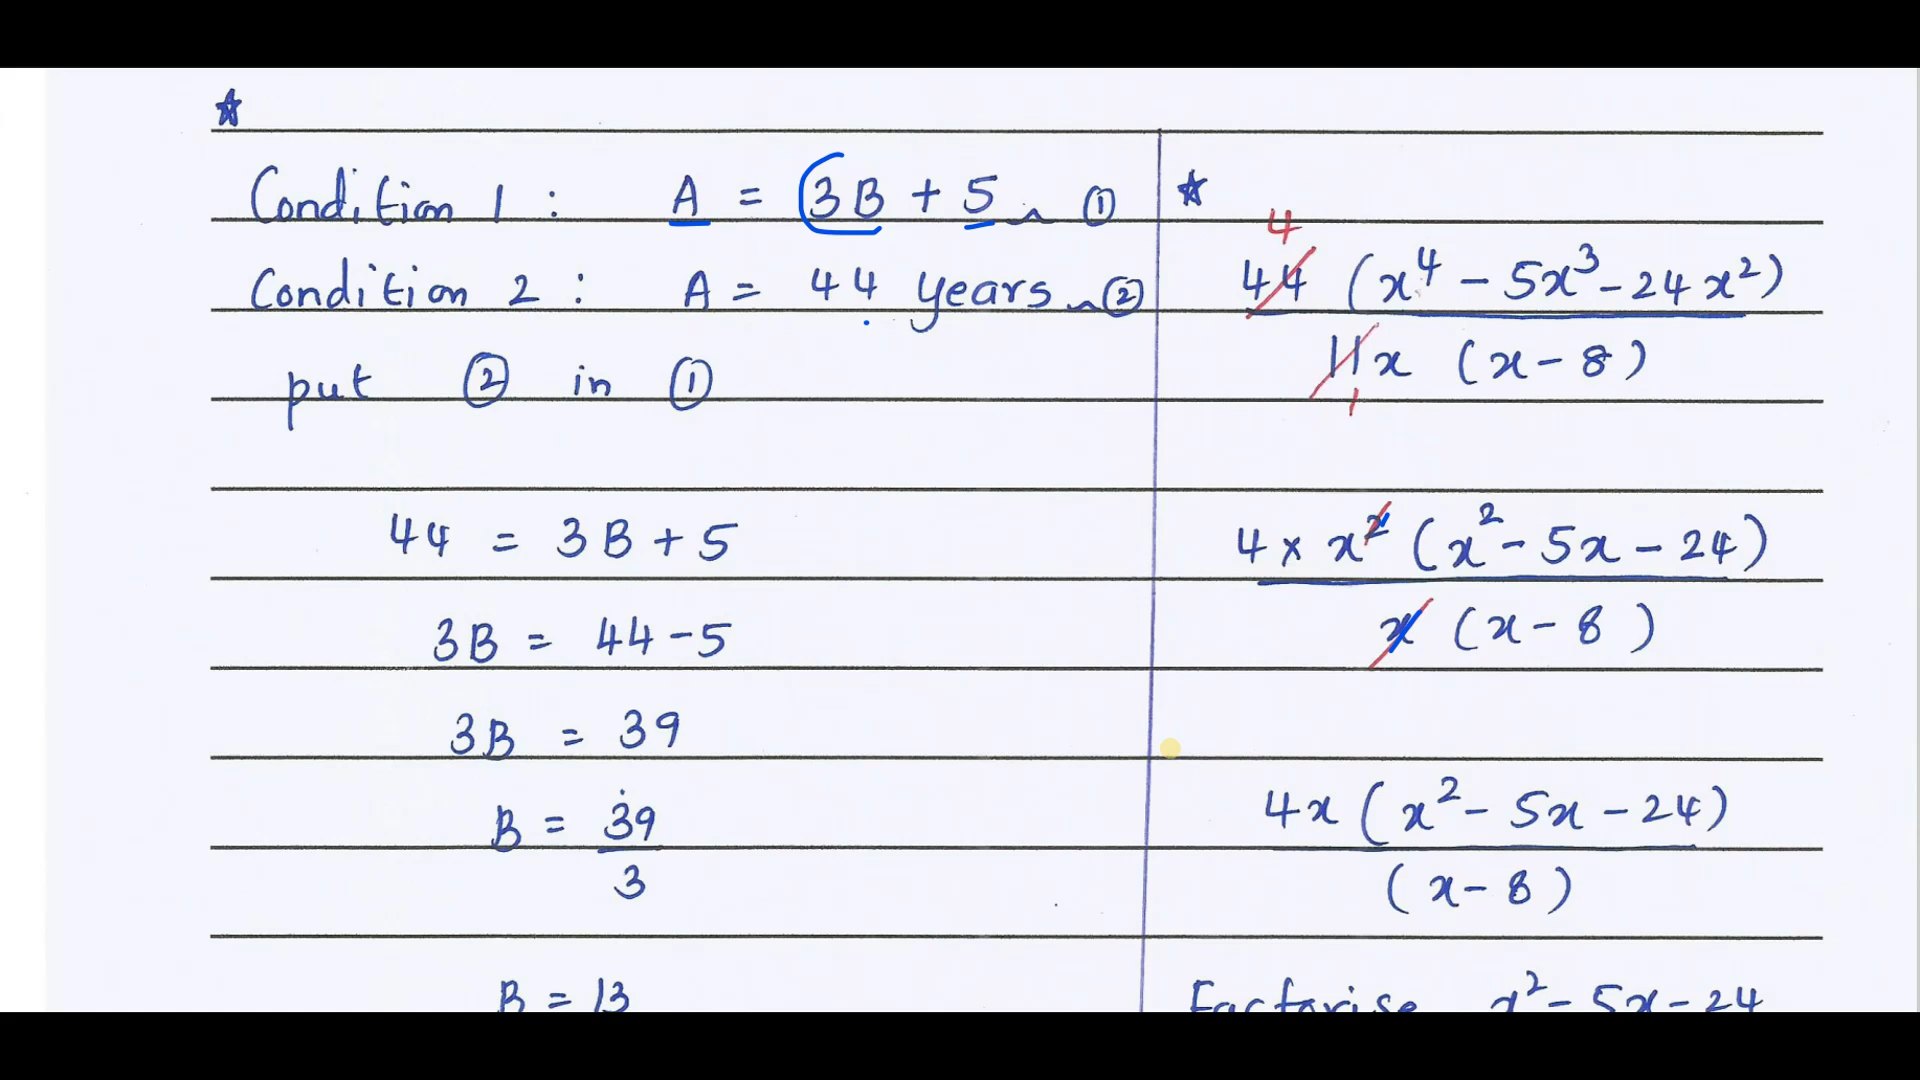 Condition 1 : A = 3B + 5 ~ ①
Condition 2 : A = 44 years ~ ②
put ② in ①
44 = 3B + 5
3B = 44 - 5
3B = 39
B = 39
3
B = 13
4
44 (x⁴ - 5x³ - 24x²)
11x (x - 8)
1
4 × x² (x² - 5x - 24)
x (x - 8)
4x (x² - 5x - 24)
(x - 8)
Factorise x² - 5x - 24